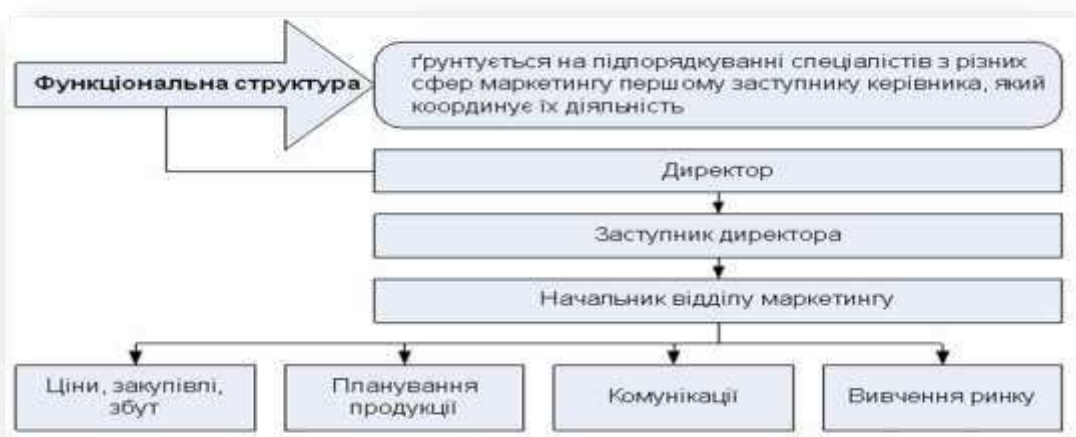 Функціональна структура
ґрунтується на підпорядкуванні спеціалістів з різних
сфер маркетингу першому заступнику керівника, який
координує їх діяльність
Директор
Заступник директора
Начальник відділу маркетингу
Ціни, закупівлі,
збут
Планування
продукції
Комунікації
Вивчення ринку